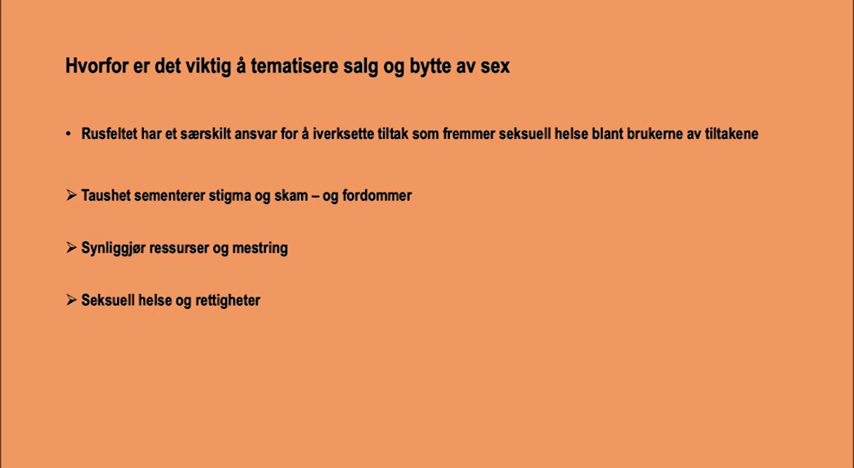 Hvorfor er det viktig å tematisere salg og bytte av sex
• Rusfeltet har et særskilt ansvar for å iverksette tiltak som fremmer seksuell helse blant brukerne av tiltakene
➢ Taushet sementerer stigma og skam – og fordommer
➢ Synliggjør ressurser og mestring
➢ Seksuell helse og rettigheter